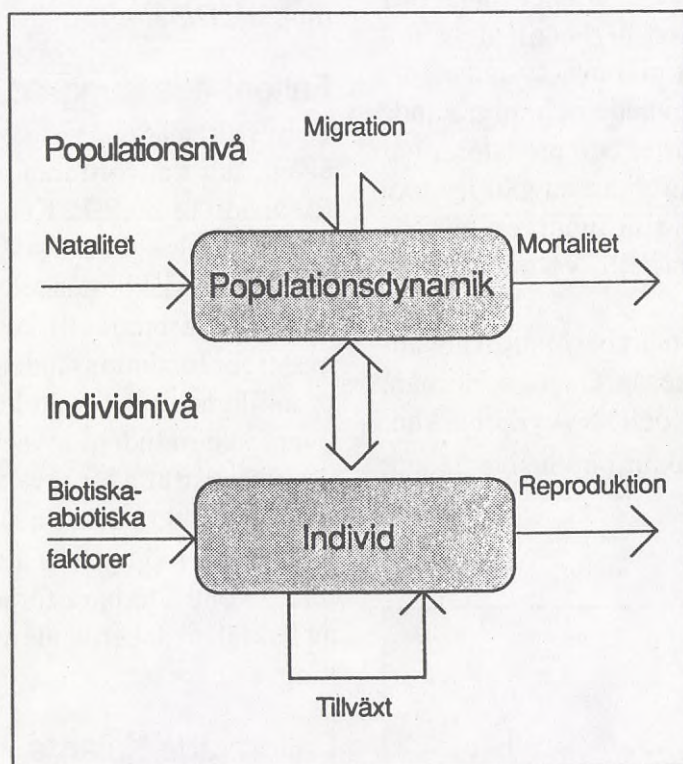 Migration
Populationsnivå
Natalitet
Mortalitet
Populationsdynamik
Individnivå
Biotiska-
abiotiska
faktorer
Reproduktion
Individ
Tillväxt